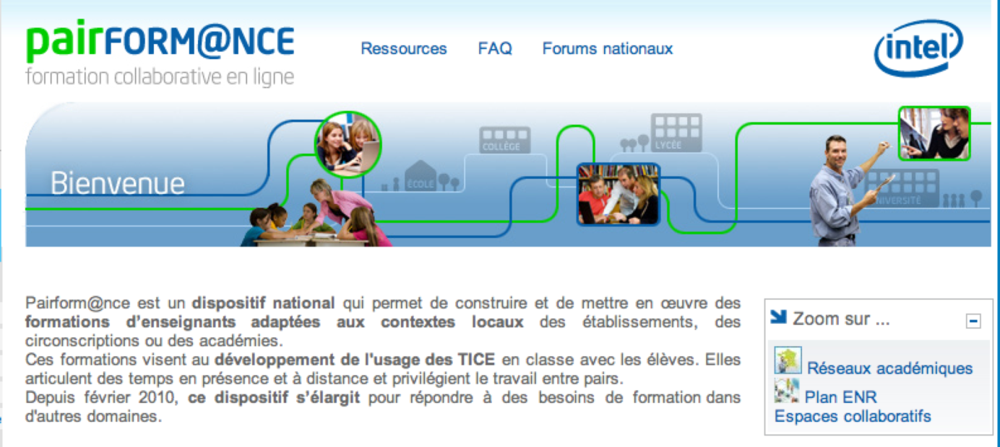 pairFORM@NCE
formation collaborative en ligne
Ressources FAQ Forums nationaux
intel
Bienvenue
ÉCOLE
COLLÈGE
LYCÉE
UNIVERSITÉ
Pairform@nce est un dispositif national qui permet de construire et de mettre en œuvre des
formations d'enseignants adaptées aux contextes locaux des établissements, des
circonscriptions ou des académies.
Ces formations visent au développement de l'usage des TICE en classe avec les élèves. Elles
articulent des temps en présence et à distance et privilégient le travail entre pairs.
Depuis février 2010, ce dispositif s'élargit pour répondre à des besoins de formation dans
d'autres domaines.
Zoom sur ...
Réseaux académiques
Plan ENR
Espaces collaboratifs